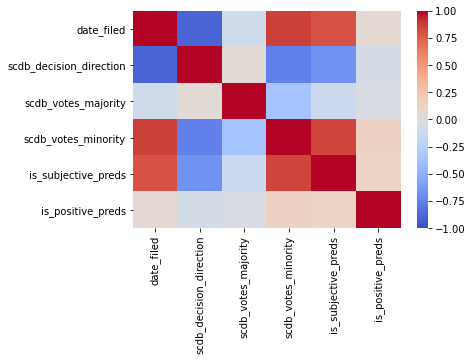 date_filed
scdb_decision_direction
scdb_votes_majority
scdb_votes_minority
is_subjective_preds
is_positive_preds
date_filed
scdb_decision_direction
scdb_votes_majority
scdb_votes_minority
is_subjective_preds
is_positive_preds
1.00
0.75
0.50
0.25
0.00
−0.25
−0.50
−0.75
−1.00